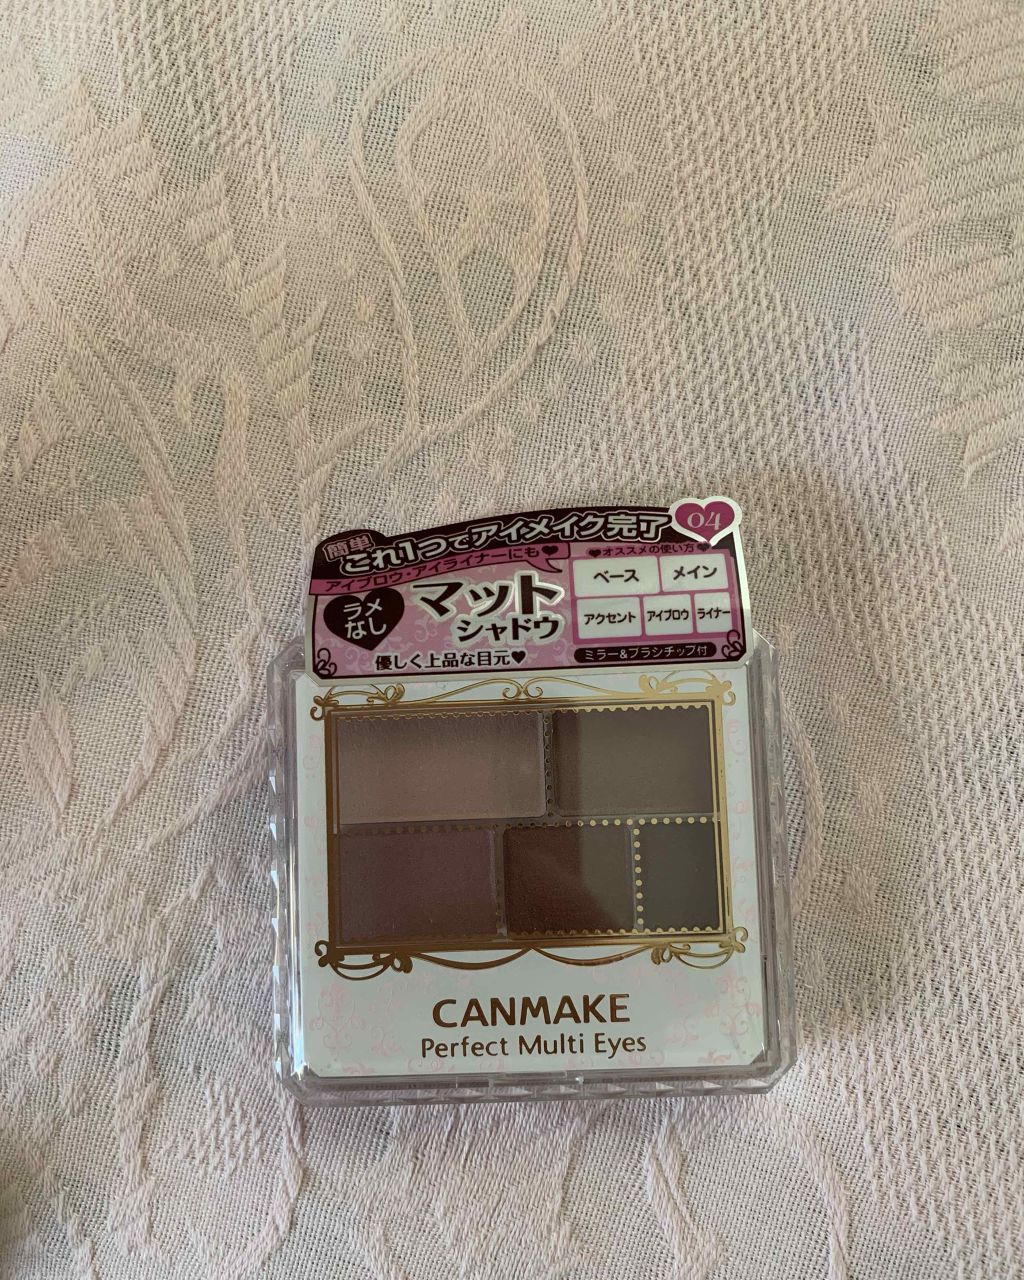 簡単
これ1つでアイメイク完了
04
アイブロウ・アイライナーにも♥
ラメ
なし
マット
シャドウ
優しく上品な目元♥
♥オススメの使い方♥
ベース
メイン
アクセント
アイブロウ
ライナー
ミラー&ブラシチップ付
CANMAKE
Perfect Multi Eyes